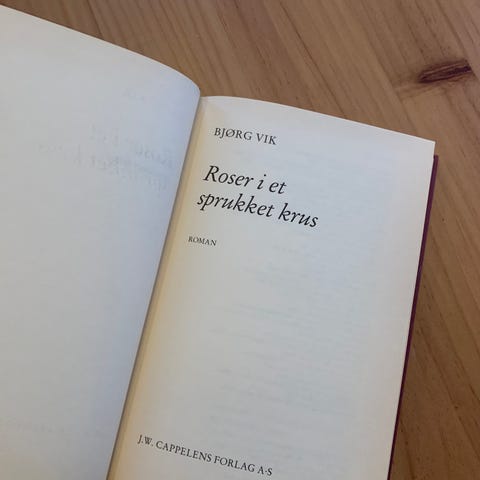 BJØRG VIK
Roser i et
sprukket krus
ROMAN
J.W. CAPPELENS FORLAG A·S